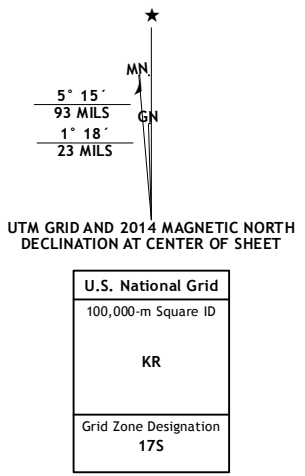 MN
5° 15´
93 MILS
GN
1° 18´
23 MILS
UTM GRID AND 2014 MAGNETIC NORTH
DECLINATION AT CENTER OF SHEET
U.S. National Grid
100,000-m Square ID
KR
Grid Zone Designation
17S